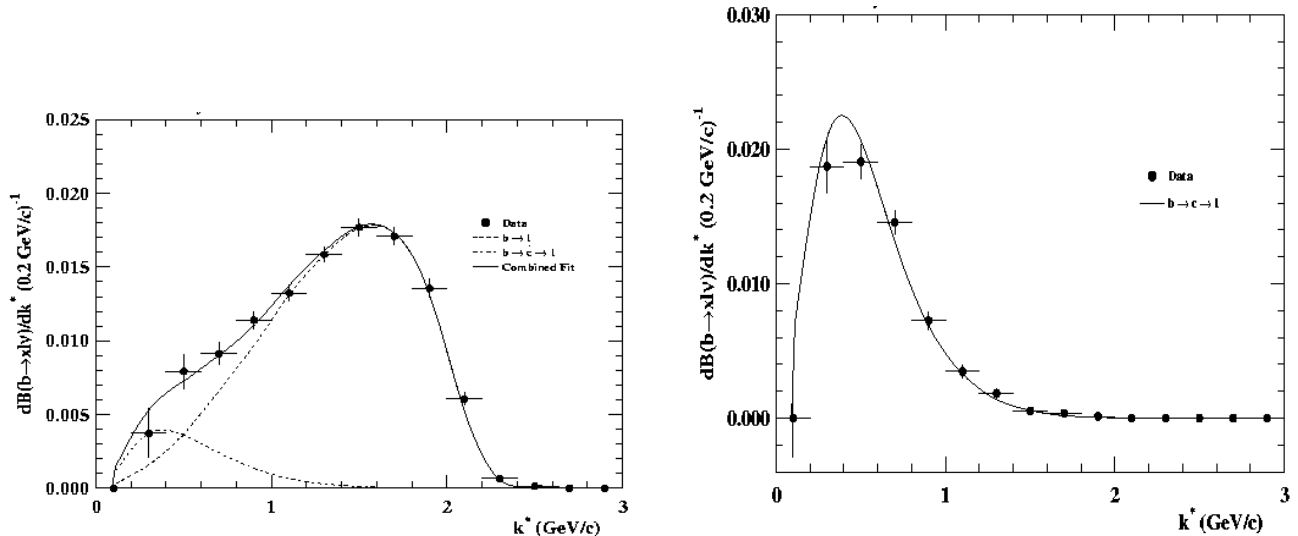 0.025
0.020
0.015
0.010
0.005
0.000
dB(b→xlν)/dk* (0.2 GeV/c)-1
Data
b→l
b→c→l
Combined Fit
0 1 2 3
k* (GeV/c)
0.030
0.020
0.010
0.000
dB(b→xlν)/dk* (0.2 GeV/c)-1
Data
b→c→l
0 1 2 3
k* (GeV/c)